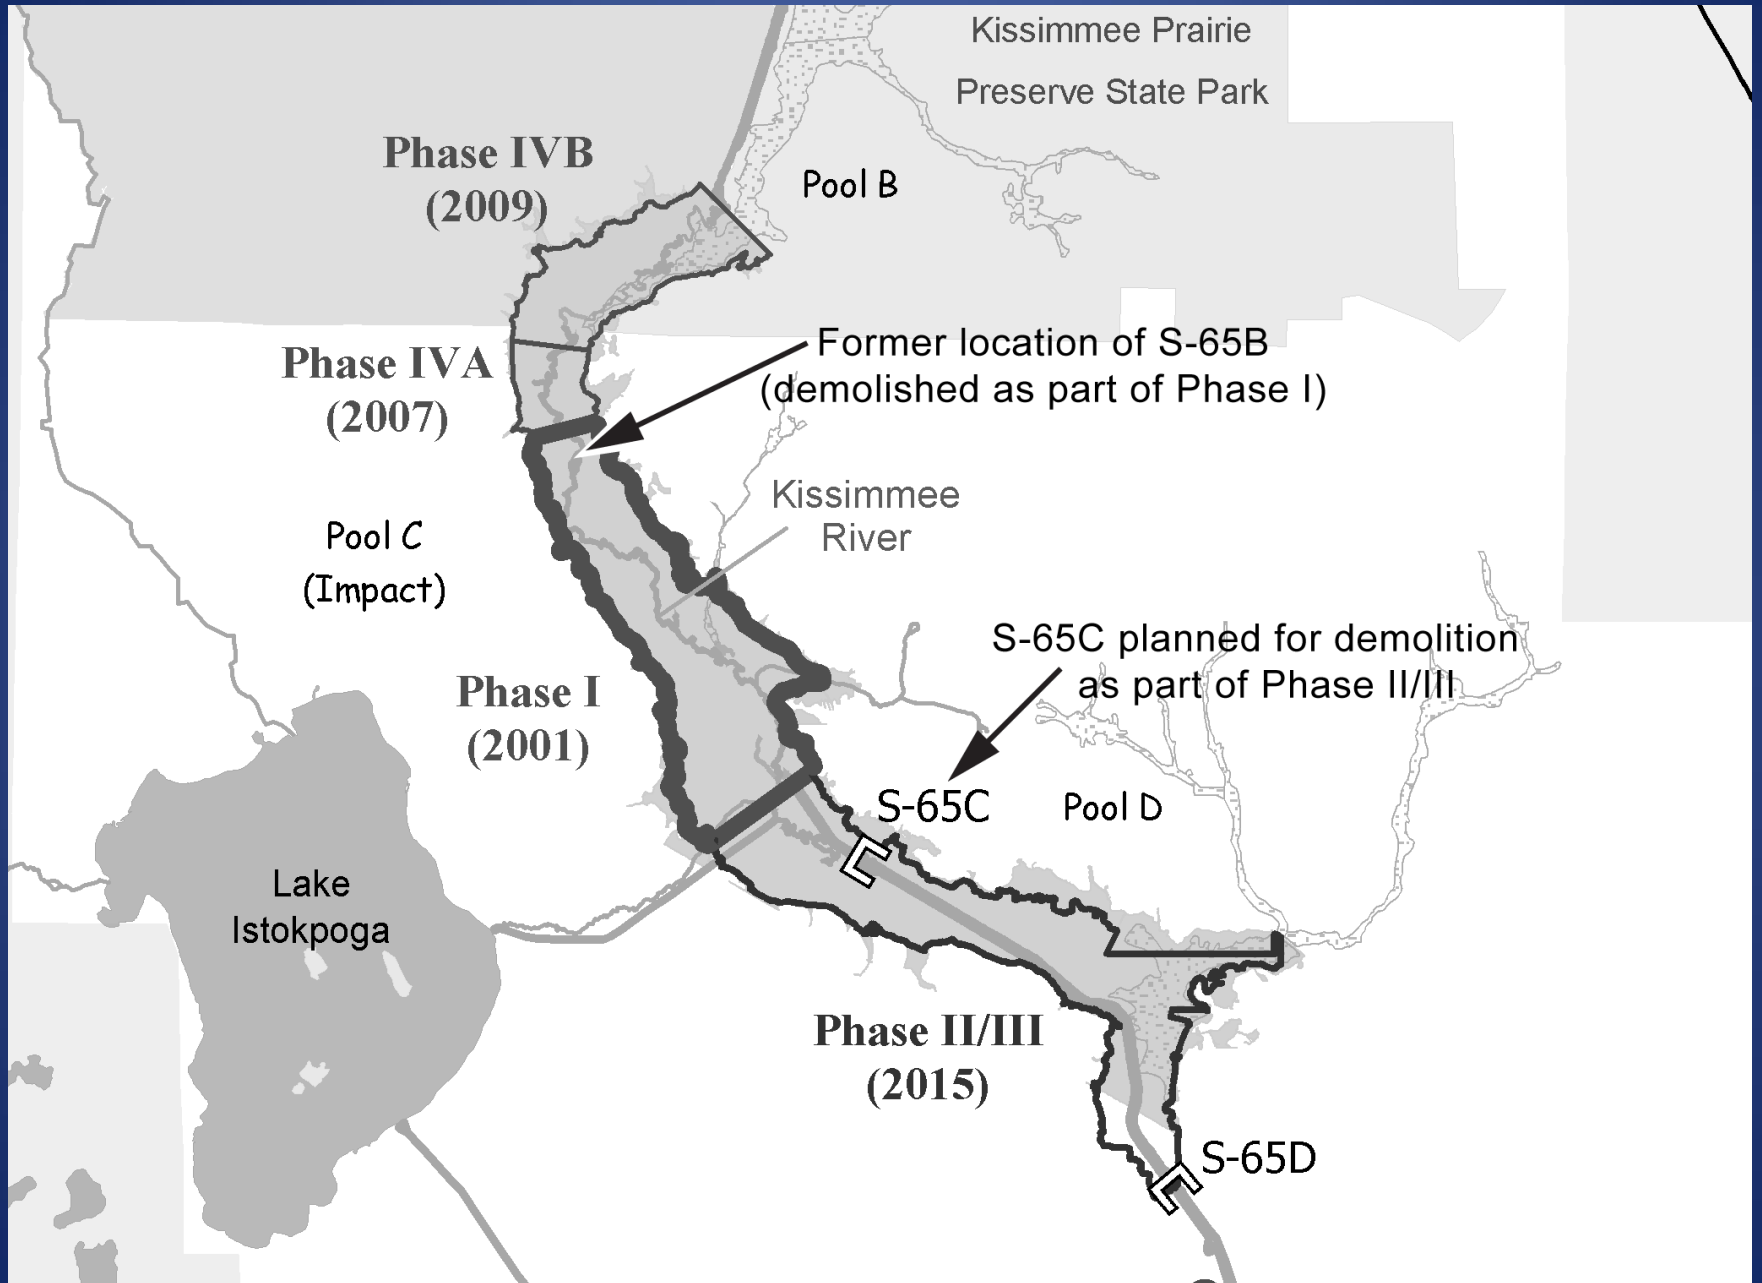 Kissimmee Prairie
Preserve State Park
Phase IVB
(2009)
Pool B
Former location of S-65B
(demolished as part of Phase I)
Phase IVA
(2007)
Kissimmee
River
Pool C
(Impact)
S-65C planned for demolition
as part of Phase II/III
Phase I
(2001)
S-65C
Pool D
Lake
Istokpoga
Phase II/III
(2015)
S-65D